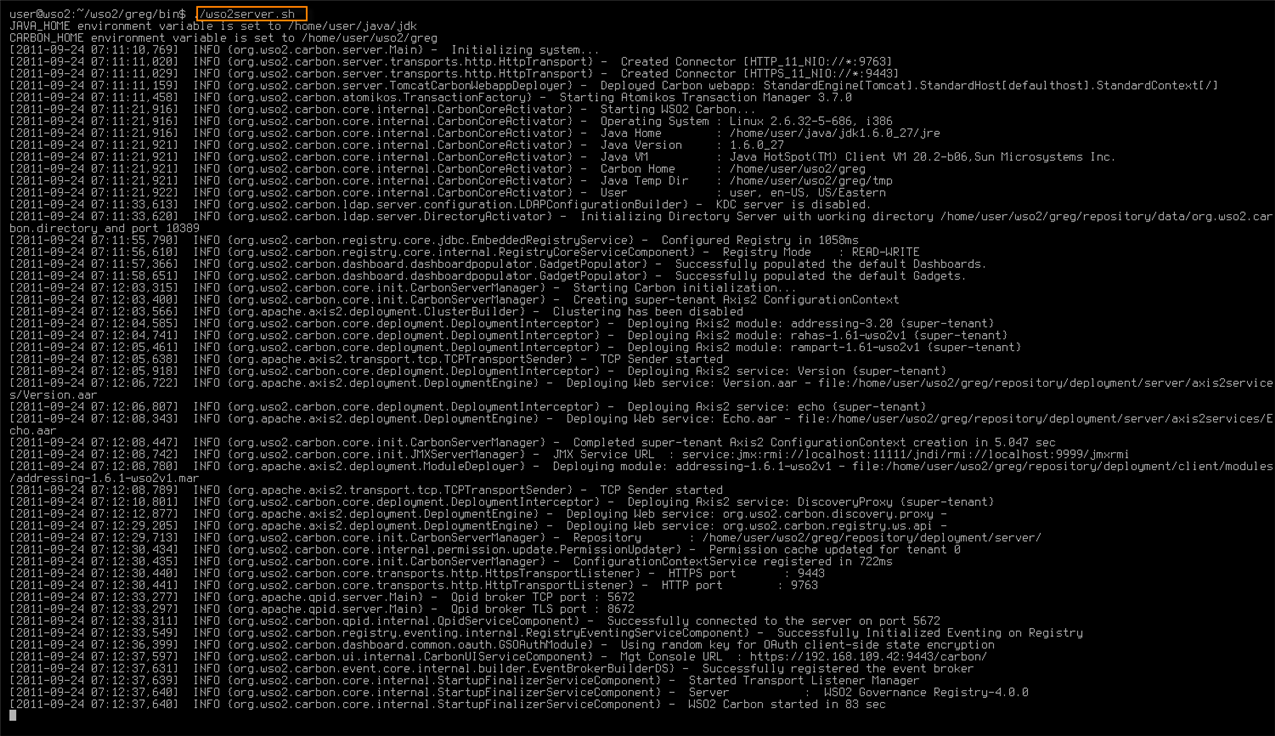 user@wso2:~/wso2/greg/bin$ ./wso2server.sh
JAVA_HOME environment variable is set to /home/user/java/jdk
CARBON_HOME environment variable is set to /home/user/wso2/greg
[2011-09-24 07:11:10,769]  INFO {org.wso2.carbon.server.Main} -  Initializing system...
[2011-09-24 07:11:11,020]  INFO {org.wso2.carbon.server.transports.http.HttpTransport} -  Created Connector [HTTP_11_NIO://*:9763]
[2011-09-24 07:11:11,029]  INFO {org.wso2.carbon.server.transports.http.HttpTransport} -  Created Connector [HTTPS_11_NIO://*:9443]
[2011-09-24 07:11:11,159]  INFO {org.wso2.carbon.server.TomcatCarbonWebappDeployer} -  Deployed Carbon webapp: StandardEngine[Tomcat].StandardHost[defaulthost].StandardContext[/]
[2011-09-24 07:11:11,458]  INFO {org.wso2.carbon.atomikos.TransactionFactory} -  Starting Atomikos Transaction Manager 3.7.0
[2011-09-24 07:11:21,916]  INFO {org.wso2.carbon.core.internal.CarbonCoreActivator} -  Starting WSO2 Carbon...
[2011-09-24 07:11:21,916]  INFO {org.wso2.carbon.core.internal.CarbonCoreActivator} -  Operating System : Linux 2.6.32-5-686, i386
[2011-09-24 07:11:21,916]  INFO {org.wso2.carbon.core.internal.CarbonCoreActivator} -  Java Home        : /home/user/java/jdk1.6.0_27/jre
[2011-09-24 07:11:21,921]  INFO {org.wso2.carbon.core.internal.CarbonCoreActivator} -  Java Version     : 1.6.0_27
[2011-09-24 07:11:21,921]  INFO {org.wso2.carbon.core.internal.CarbonCoreActivator} -  Java VM          : Java HotSpot(TM) Client VM 20.2-b06,Sun Microsystems Inc.
[2011-09-24 07:11:21,921]  INFO {org.wso2.carbon.core.internal.CarbonCoreActivator} -  Carbon Home      : /home/user/wso2/greg
[2011-09-24 07:11:21,921]  INFO {org.wso2.carbon.core.internal.CarbonCoreActivator} -  Java Temp Dir    : /home/user/wso2/greg/tmp
[2011-09-24 07:11:21,922]  INFO {org.wso2.carbon.core.internal.CarbonCoreActivator} -  User             : user, en-US, US/Eastern
[2011-09-24 07:11:33,613]  INFO {org.wso2.carbon.ldap.server.configuration.LDAPConfigurationBuilder} -  KDC server is disabled.
[2011-09-24 07:11:33,620]  INFO {org.wso2.carbon.ldap.server.DirectoryActivator} -  Initializing Directory Server with working directory /home/user/wso2/greg/repository/data/org.wso2.car
bon.directory and port 10389
[2011-09-24 07:11:55,790]  INFO {org.wso2.carbon.registry.core.jdbc.EmbeddedRegistryService} -  Configured Registry in 1058ms
[2011-09-24 07:11:56,610]  INFO {org.wso2.carbon.registry.core.internal.RegistryCoreServiceComponent} -  Registry Mode    : READ-WRITE
[2011-09-24 07:11:57,366]  INFO {org.wso2.carbon.dashboard.dashboardpopulator.GadgetPopulator} -  Successfully populated the default Dashboards.
[2011-09-24 07:11:58,651]  INFO {org.wso2.carbon.dashboard.dashboardpopulator.GadgetPopulator} -  Successfully populated the default Gadgets.
[2011-09-24 07:12:03,315]  INFO {org.wso2.carbon.core.init.CarbonServerManager} -  Starting Carbon initialization...
[2011-09-24 07:12:03,400]  INFO {org.wso2.carbon.core.init.CarbonServerManager} -  Creating super-tenant Axis2 ConfigurationContext
[2011-09-24 07:12:03,566]  INFO {org.apache.axis2.deployment.ClusterBuilder} -  Clustering has been disabled
[2011-09-24 07:12:04,585]  INFO {org.wso2.carbon.core.deployment.DeploymentInterceptor} -  Deploying Axis2 module: addressing-3.20 {super-tenant}
[2011-09-24 07:12:04,741]  INFO {org.wso2.carbon.core.deployment.DeploymentInterceptor} -  Deploying Axis2 module: rahas-1.61-wso2v1 {super-tenant}
[2011-09-24 07:12:05,461]  INFO {org.wso2.carbon.core.deployment.DeploymentInterceptor} -  Deploying Axis2 module: rampart-1.61-wso2v1 {super-tenant}
[2011-09-24 07:12:05,630]  INFO {org.apache.axis2.transport.tcp.TCPTransportSender} -  TCP Sender started
[2011-09-24 07:12:05,918]  INFO {org.wso2.carbon.core.deployment.DeploymentInterceptor} -  Deploying Axis2 service: Version {super-tenant}
[2011-09-24 07:12:06,722]  INFO {org.apache.axis2.deployment.DeploymentEngine} -  Deploying Web service: Version.aar - file:/home/user/wso2/greg/repository/deployment/server/axis2service
s/Version.aar
[2011-09-24 07:12:06,807]  INFO {org.wso2.carbon.core.deployment.DeploymentInterceptor} -  Deploying Axis2 service: echo {super-tenant}
[2011-09-24 07:12:08,343]  INFO {org.apache.axis2.deployment.DeploymentEngine} -  Deploying Web service: Echo.aar - file:/home/user/wso2/greg/repository/deployment/server/axis2services/E
cho.aar
[2011-09-24 07:12:08,447]  INFO {org.wso2.carbon.core.init.CarbonServerManager} -  Completed super-tenant Axis2 ConfigurationContext creation in 5.047 sec
[2011-09-24 07:12:08,742]  INFO {org.wso2.carbon.core.init.JMXServerManager} -  JMX Service URL  : service:jmx:rmi://localhost:11111/jndi/rmi://localhost:9999/jmxrmi
[2011-09-24 07:12:08,780]  INFO {org.apache.axis2.deployment.ModuleDeployer} -  Deploying module: addressing-1.6.1-wso2v1 - file:/home/user/wso2/greg/repository/deployment/client/modules
/addressing-1.6.1-wso2v1.mar
[2011-09-24 07:12:08,789]  INFO {org.apache.axis2.transport.tcp.TCPTransportSender} -  TCP Sender started
[2011-09-24 07:12:10,801]  INFO {org.wso2.carbon.core.deployment.DeploymentInterceptor} -  Deploying Axis2 service: DiscoveryProxy {super-tenant}
[2011-09-24 07:12:12,877]  INFO {org.apache.axis2.deployment.DeploymentEngine} -  Deploying Web service: org.wso2.carbon.discovery.proxy -
[2011-09-24 07:12:29,205]  INFO {org.apache.axis2.deployment.DeploymentEngine} -  Deploying Web service: org.wso2.carbon.registry.ws.api -
[2011-09-24 07:12:29,713]  INFO {org.wso2.carbon.core.init.CarbonServerManager} -  Repository       : /home/user/wso2/greg/repository/deployment/server/
[2011-09-24 07:12:30,434]  INFO {org.wso2.carbon.core.internal.permission.update.PermissionUpdater} -  Permission cache updated for tenant 0
[2011-09-24 07:12:30,435]  INFO {org.wso2.carbon.core.init.CarbonServerManager} -  ConfigurationContextService registered in 722ms
[2011-09-24 07:12:30,440]  INFO {org.wso2.carbon.core.transports.http.HttpsTransportListener} -  HTTPS port       : 9443
[2011-09-24 07:12:30,441]  INFO {org.wso2.carbon.core.transports.http.HttpTransportListener} -  HTTP port        : 9763
[2011-09-24 07:12:33,277]  INFO {org.apache.qpid.server.Main} -  Qpid broker TCP port : 5672
[2011-09-24 07:12:33,297]  INFO {org.apache.qpid.server.Main} -  Qpid broker TLS port : 8672
[2011-09-24 07:12:33,311]  INFO {org.wso2.carbon.qpid.internal.QpidServiceComponent} -  Successfully connected to the server on port 5672
[2011-09-24 07:12:33,549]  INFO {org.wso2.carbon.registry.eventing.internal.RegistryEventingServiceComponent} -  Successfully Initialized Eventing on Registry
[2011-09-24 07:12:36,399]  INFO {org.wso2.carbon.dashboard.common.oauth.GSOAuthModule} -  Using random key for OAuth client-side state encryption
[2011-09-24 07:12:37,597]  INFO {org.wso2.carbon.ui.internal.CarbonUIServiceComponent} -  Mgt Console URL  : https://192.168.109.42:9443/carbon/
[2011-09-24 07:12:37,631]  INFO {org.wso2.carbon.event.core.internal.builder.EventBrokerBuilderDS} -  Successfully registered the event broker
[2011-09-24 07:12:37,639]  INFO {org.wso2.carbon.core.internal.StartupFinalizerServiceComponent} -  Started Transport Listener Manager
[2011-09-24 07:12:37,640]  INFO {org.wso2.carbon.core.internal.StartupFinalizerServiceComponent} -  Server           :  WSO2 Governance Registry-4.0.0
[2011-09-24 07:12:37,640]  INFO {org.wso2.carbon.core.internal.StartupFinalizerServiceComponent} -  WSO2 Carbon started in 83 sec